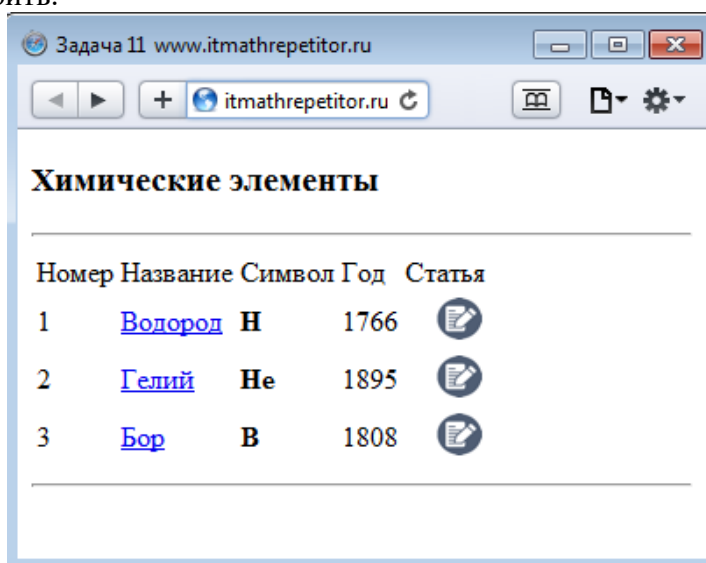 Задача 11 www.itmathrepetitor.ru
itmathrepetitor.ru
Химические элементы
Номер Название Символ Год Статья
1 Водород Н 1766
2 Гелий Не 1895
3 Бор В 1808